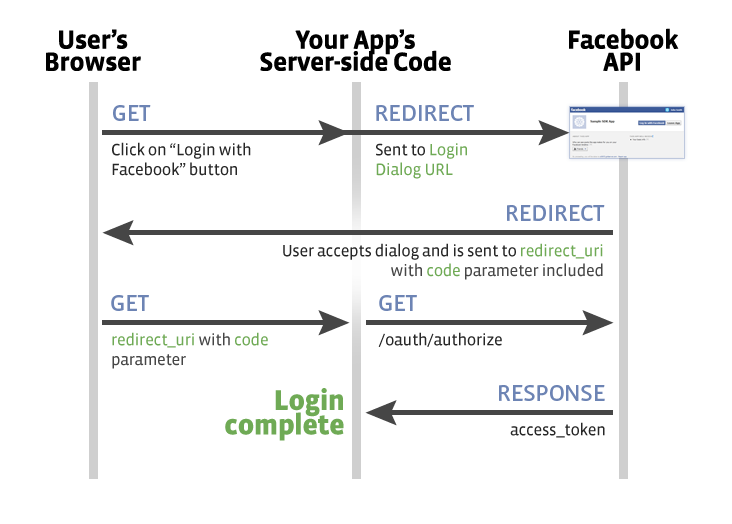 User's
Browser
Your App's
Server-side Code
Facebook
API
GET
Click on “Login with
Facebook” button
REDIRECT
Sent to Login
Dialog URL
REDIRECT
User accepts dialog and is sent to redirect_uri
with code parameter included
GET
redirect_uri with code
parameter
GET
/oauth/authorize
RESPONSE
access_token
Login
complete